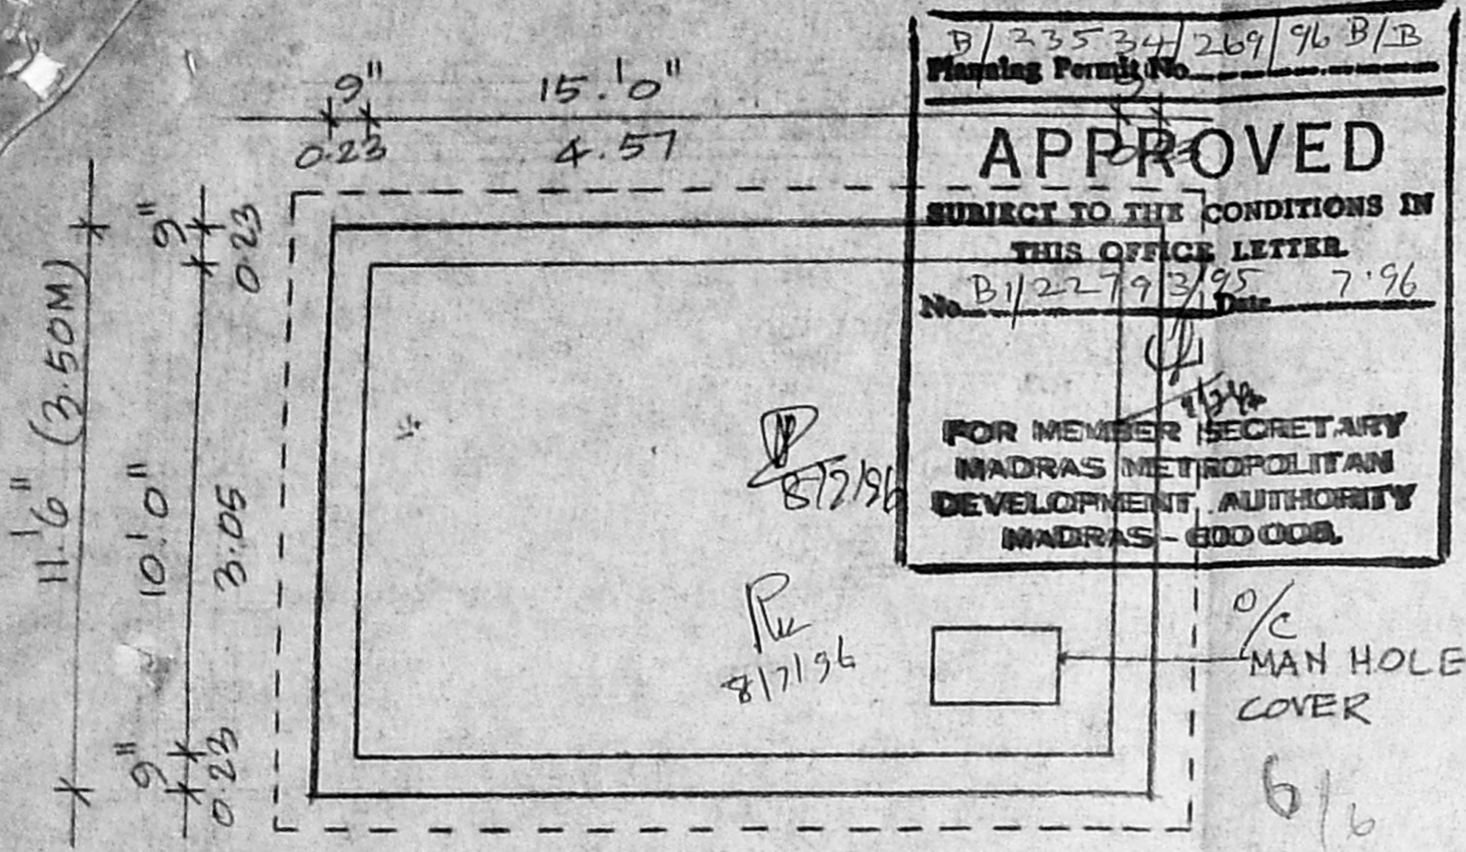 B/23534/269/96 B/B
Planning Permit No
APPROVED
SUBJECT TO THE CONDITIONS IN
THIS OFFICE LETTER.
No B1/22793/95 Date 7.96
FOR MEMBER SECRETARY
MADRAS METROPOLITAN
DEVELOPMENT AUTHORITY
MADRAS - 600 008.
9" 15.'0"
0.23 4.57
11.'6" (3.50M)
9" 0.23
10.'0" 3.05
9" 0.23
8/7/96
8/7/96
O/C
MAN HOLE
COVER
6/6